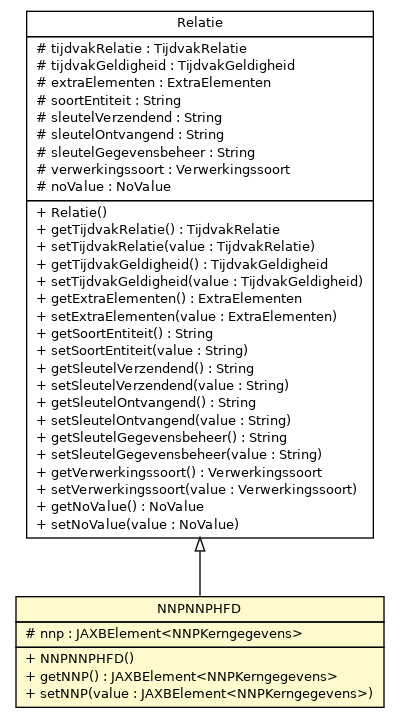 Relatie
# tijdvakRelatie : TijdvakRelatie
# tijdvakGeldigheid : TijdvakGeldigheid
# extraElementen : ExtraElementen
# soortEntiteit : String
# sleutelVerzendend : String
# sleutelOntvangend : String
# sleutelGegevensbeheer : String
# verwerkingssoort : Verwerkingssoort
# noValue : NoValue
+ Relatie()
+ getTijdvakRelatie() : TijdvakRelatie
+ setTijdvakRelatie(value : TijdvakRelatie)
+ getTijdvakGeldigheid() : TijdvakGeldigheid
+ setTijdvakGeldigheid(value : TijdvakGeldigheid)
+ getExtraElementen() : ExtraElementen
+ setExtraElementen(value : ExtraElementen)
+ getSoortEntiteit() : String
+ setSoortEntiteit(value : String)
+ getSleutelVerzendend() : String
+ setSleutelVerzendend(value : String)
+ getSleutelOntvangend() : String
+ setSleutelOntvangend(value : String)
+ getSleutelGegevensbeheer() : String
+ setSleutelGegevensbeheer(value : String)
+ getVerwerkingssoort() : Verwerkingssoort
+ setVerwerkingssoort(value : Verwerkingssoort)
+ getNoValue() : NoValue
+ setNoValue(value : NoValue)
NNPNNPHFD
# nnp : JAXBElement<NNPKerngegevens>
+ NNPNNPHFD()
+ getNNP() : JAXBElement<NNPKerngegevens>
+ setNNP(value : JAXBElement<NNPKerngegevens>)